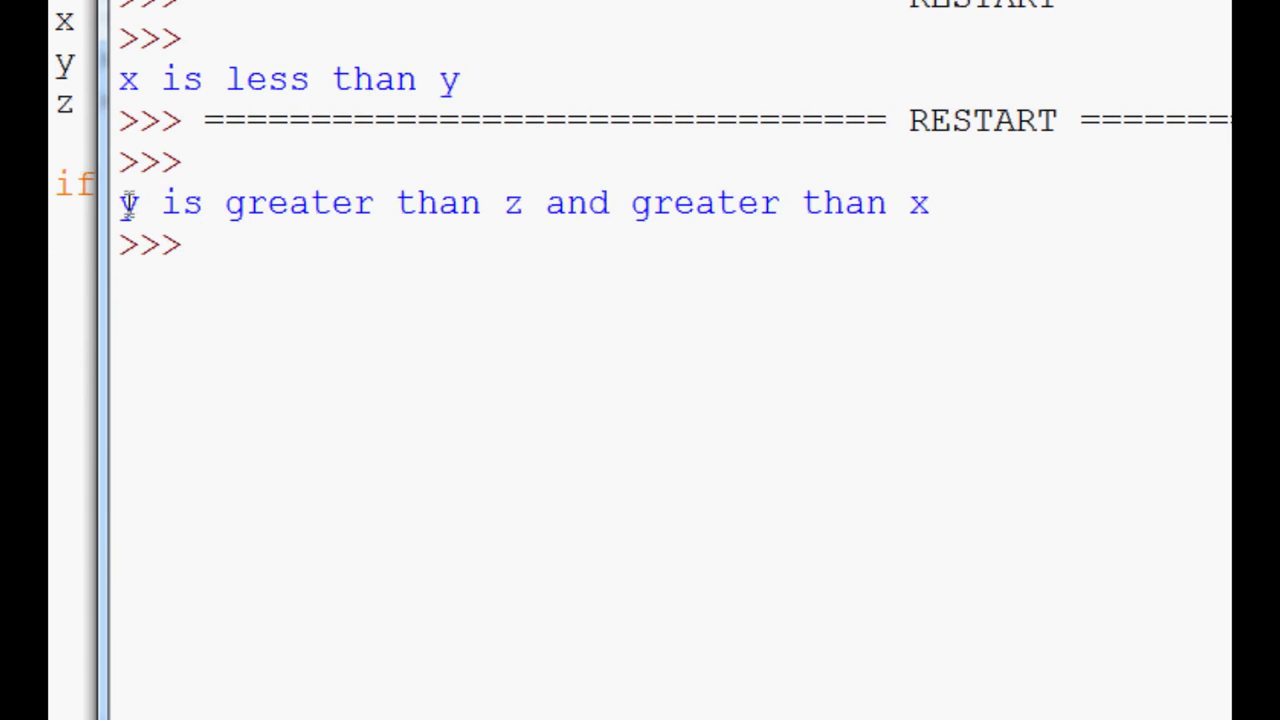 x
y
z
if
>>> RESTART
>>>
x is less than y
>>> ================================ RESTART =======
>>>
y is greater than z and greater than x
>>>